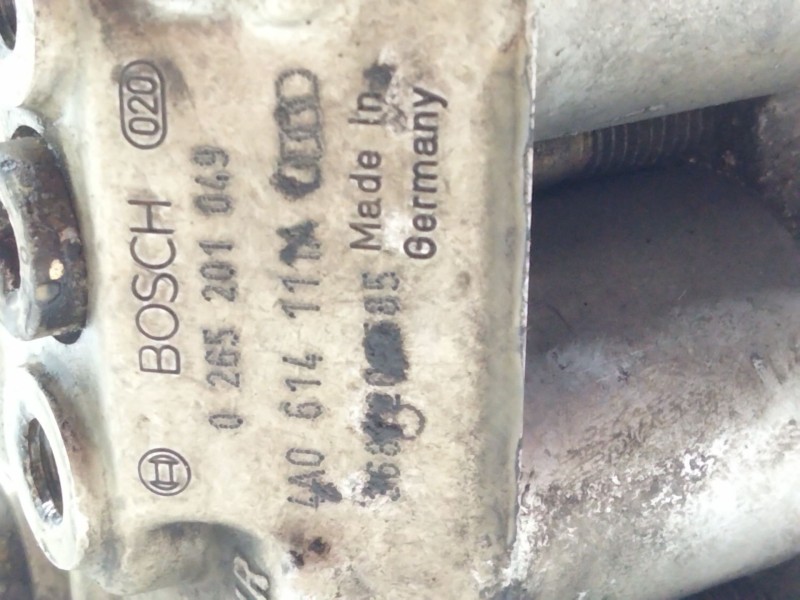 BOSCH 020
0 265 201 049
4A0 614 111
Made In
Germany